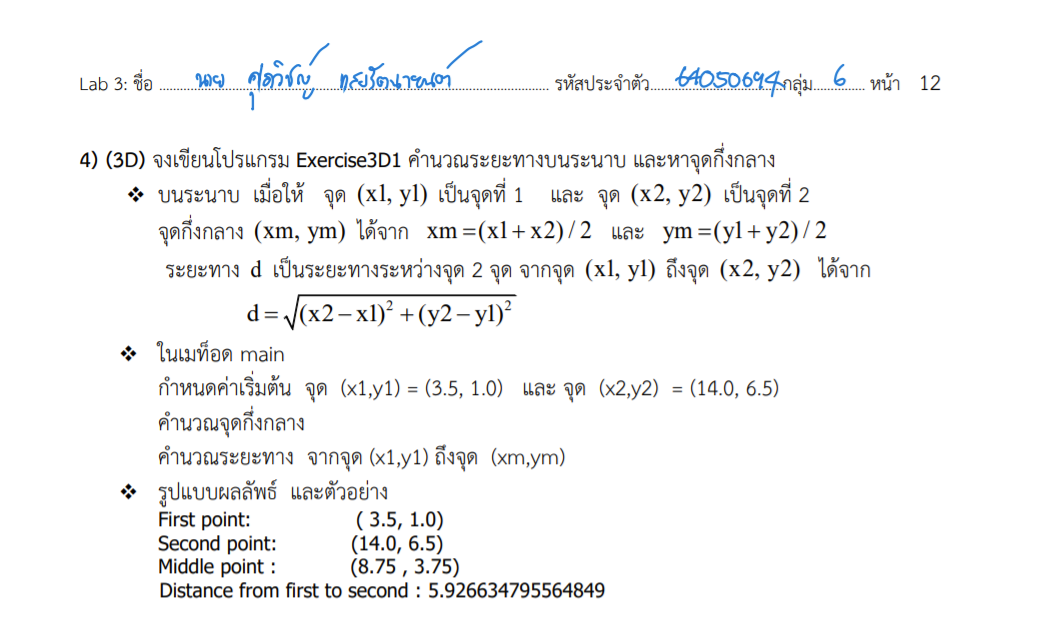 Lab 3: ชื่อ ........ นาย ศุภวิชญ์ ........ รหัสประจำตัว........ 64050694 กลุ่ม..... 6 ..... หน้า 12
4) (3D) จงเขียนโปรแกรม Exercise3D1 คำนวณระยะทางบนระนาบ และหาจุดกึ่งกลาง
❖ บนระนาบ เมื่อให้ จุด (x1, y1) เป็นจุดที่ 1 และ จุด (x2, y2) เป็นจุดที่ 2
จุดกึ่งกลาง (xm, ym) ได้จาก xm =(x1+x2)/2 และ ym =(y1+y2)/2
ระยะทาง d เป็นระยะทางระหว่างจุด 2 จุด จากจุด (x1, y1) ถึงจุด (x2, y2) ได้จาก
d = √((x2−x1)² +(y2−y1)²)
❖ ในเมท็อด main
กำหนดค่าเริ่มต้น จุด (x1,y1) = (3.5, 1.0) และ จุด (x2,y2) = (14.0, 6.5)
คำนวณจุดกึ่งกลาง
คำนวณระยะทาง จากจุด (x1,y1) ถึงจุด (xm,ym)
❖ รูปแบบผลลัพธ์ และตัวอย่าง
First point: ( 3.5, 1.0)
Second point: (14.0, 6.5)
Middle point : (8.75 , 3.75)
Distance from first to second : 5.926634795564849